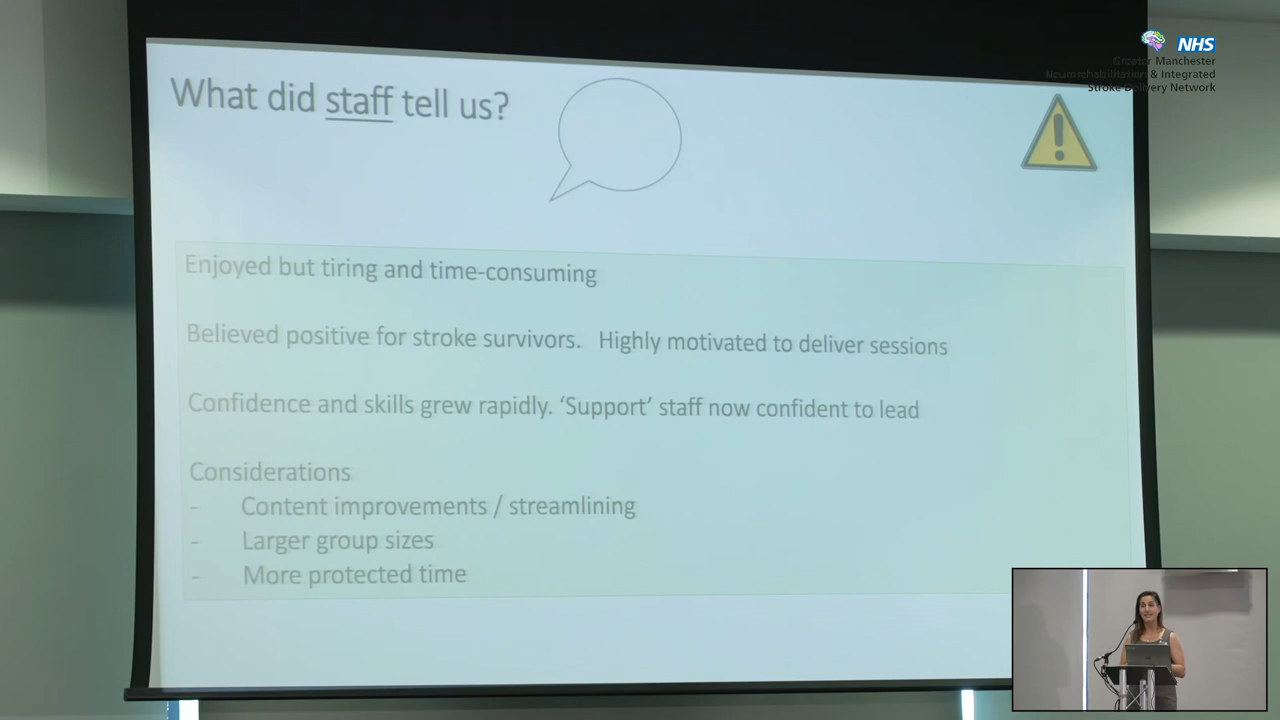 NHS
Greater Manchester
Neurorehabilitation & Integrated
Stroke Delivery Network
What did staff tell us?
Enjoyed but tiring and time-consuming
Believed positive for stroke survivors. Highly motivated to deliver sessions
Confidence and skills grew rapidly. ‘Support’ staff now confident to lead
Considerations
- Content improvements / streamlining
- Larger group sizes
- More protected time